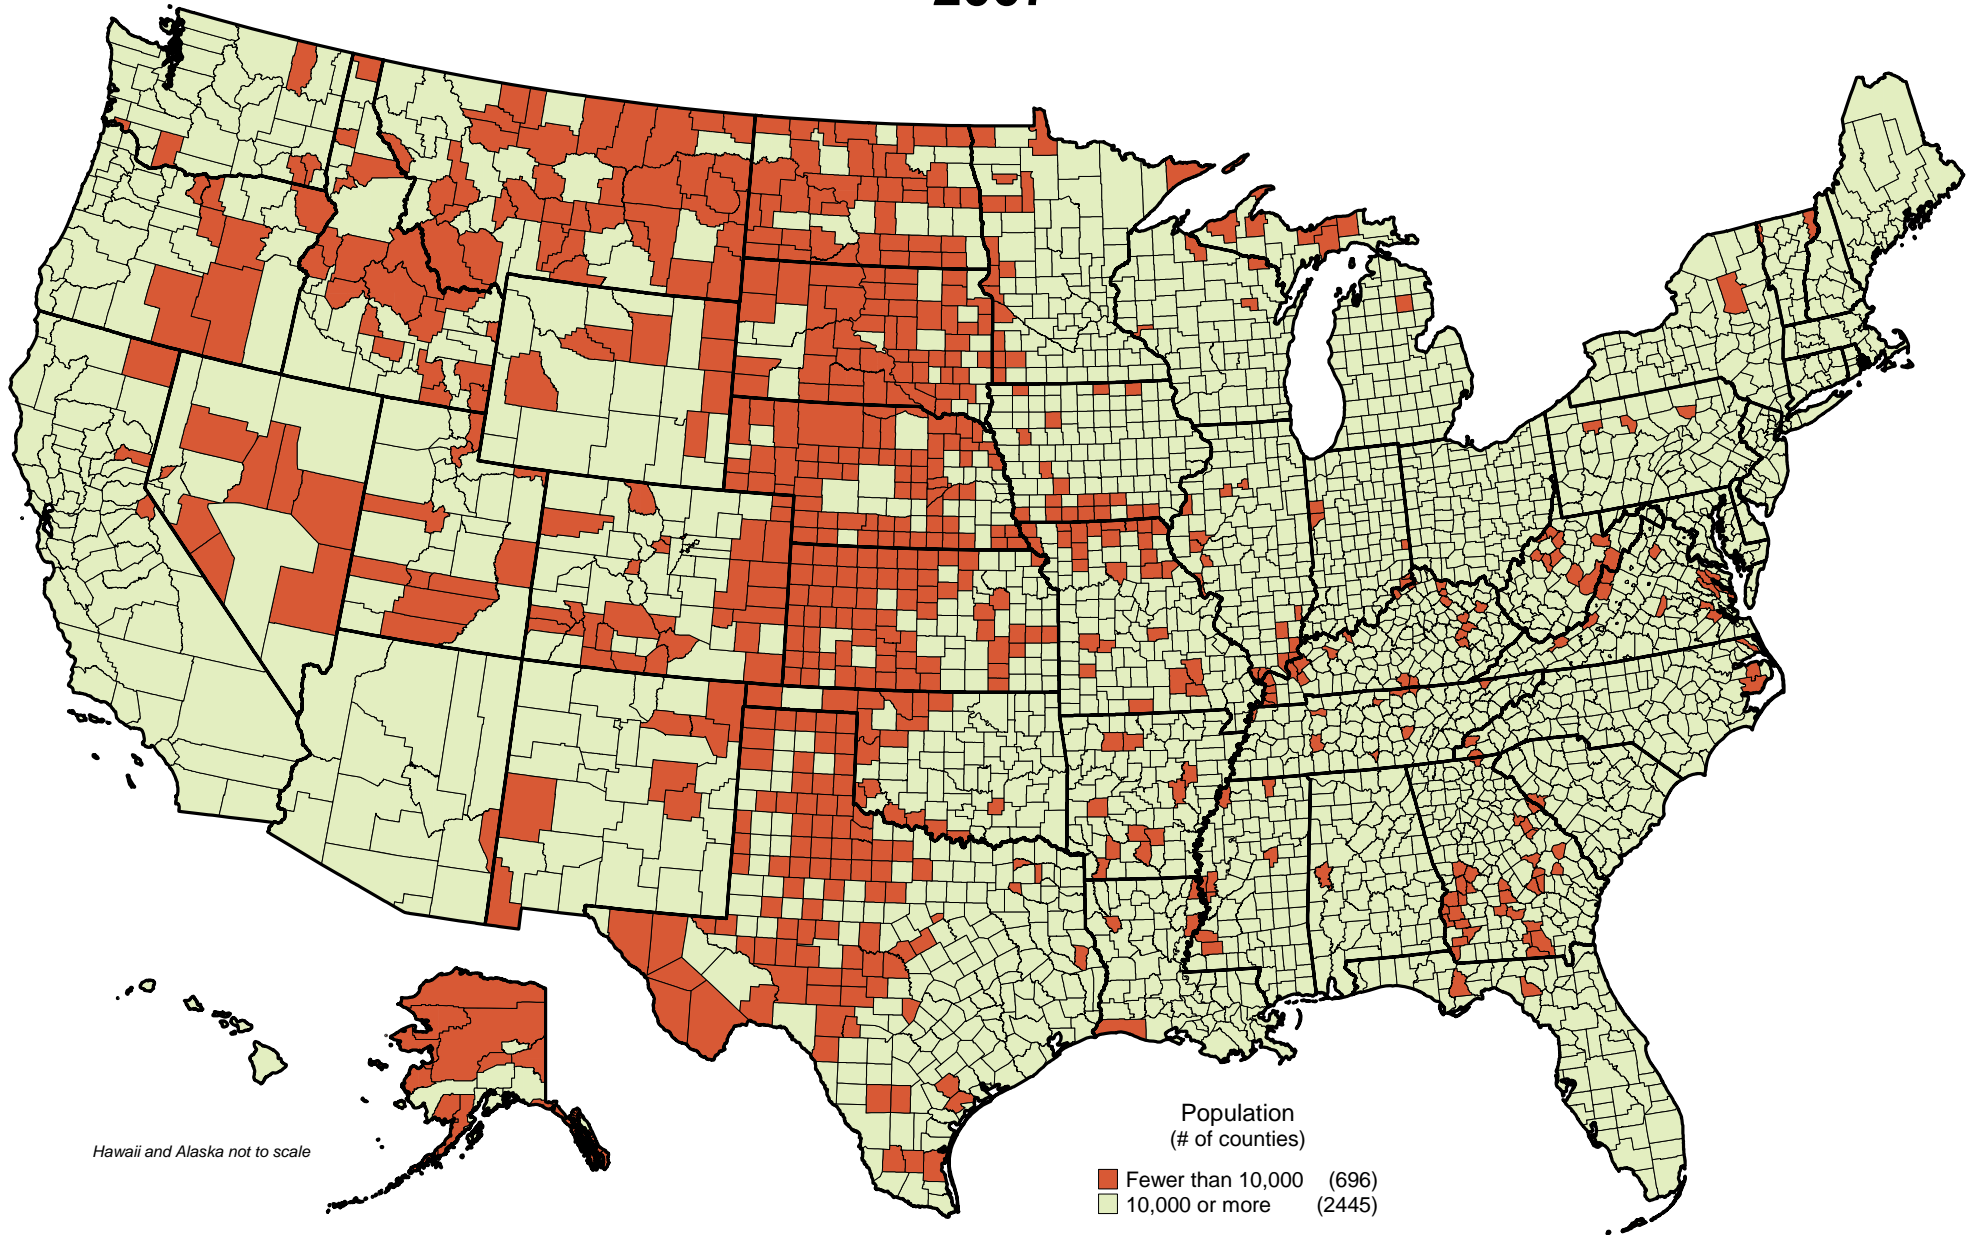 Population
(# of counties)
Fewer than 10,000 (696)
10,000 or more (2445)
Hawaii and Alaska not to scale